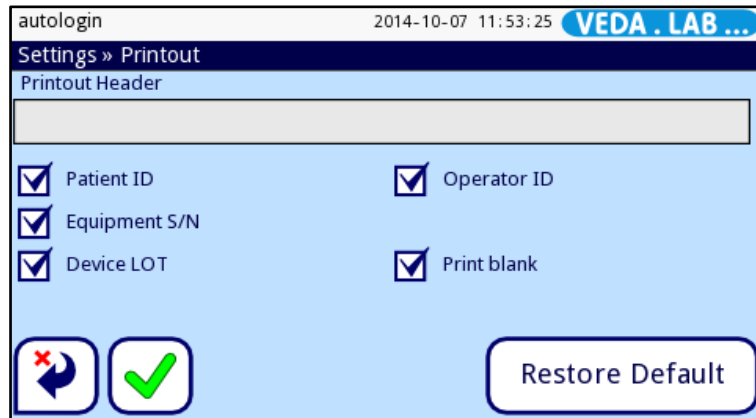 autologin 2014-10-07 11:53:25 VEDA . LAB ...
Settings » Printout
Printout Header
Patient ID Operator ID
Equipment S/N
Device LOT Print blank
Restore Default